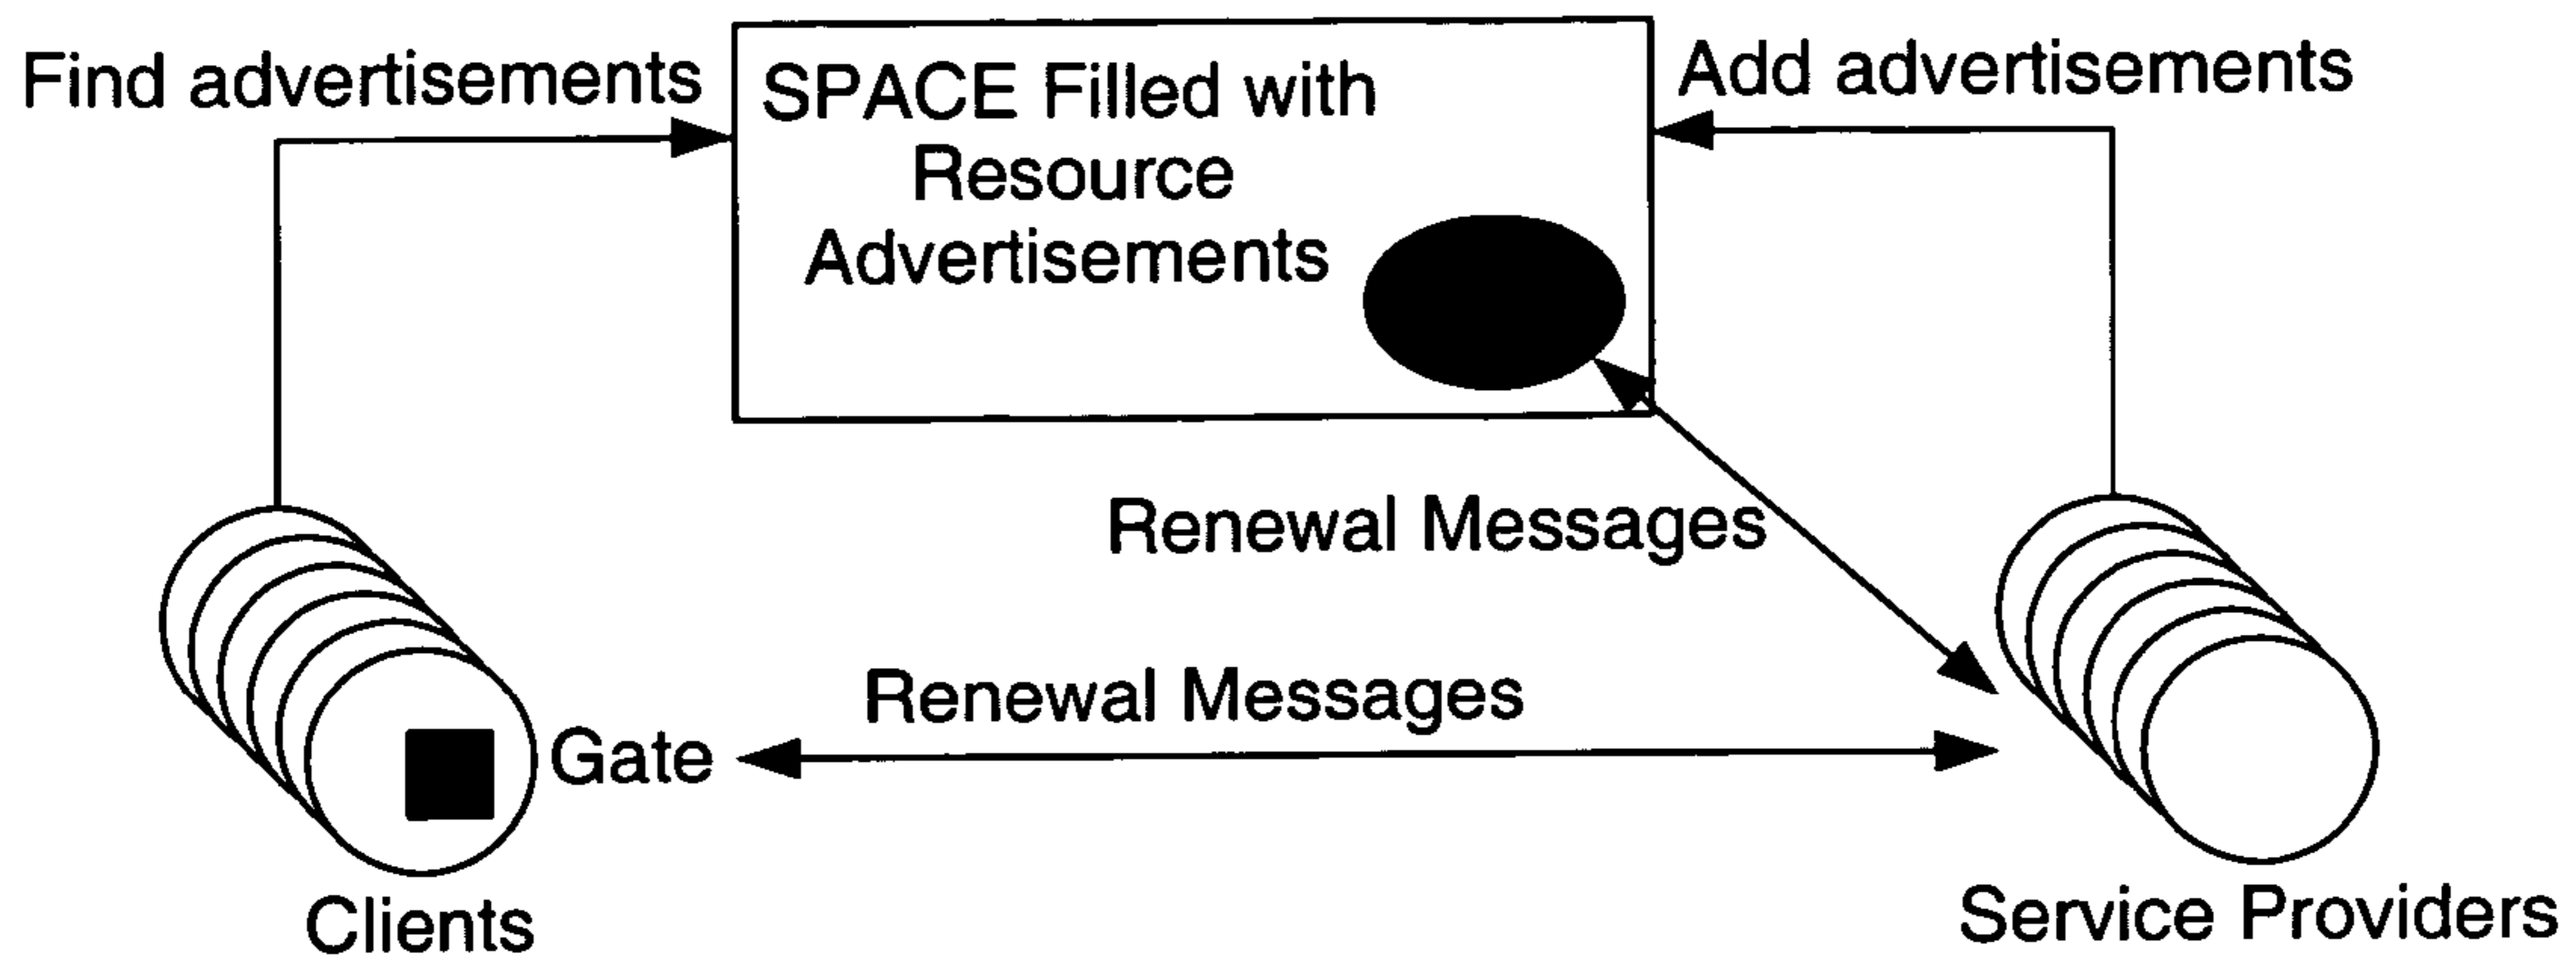 Find advertisements
SPACE Filled with
Resource
Advertisements
Add advertisements
Renewal Messages
Renewal Messages
Gate
Clients
Service Providers